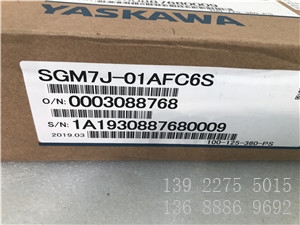 YASKAWA
SGM7J-01AFC6S
O/N: 0003088768
S/N: 1A1930887680009
2019.03
100-125-380-PS
139 2275 5015
136 8886 9692